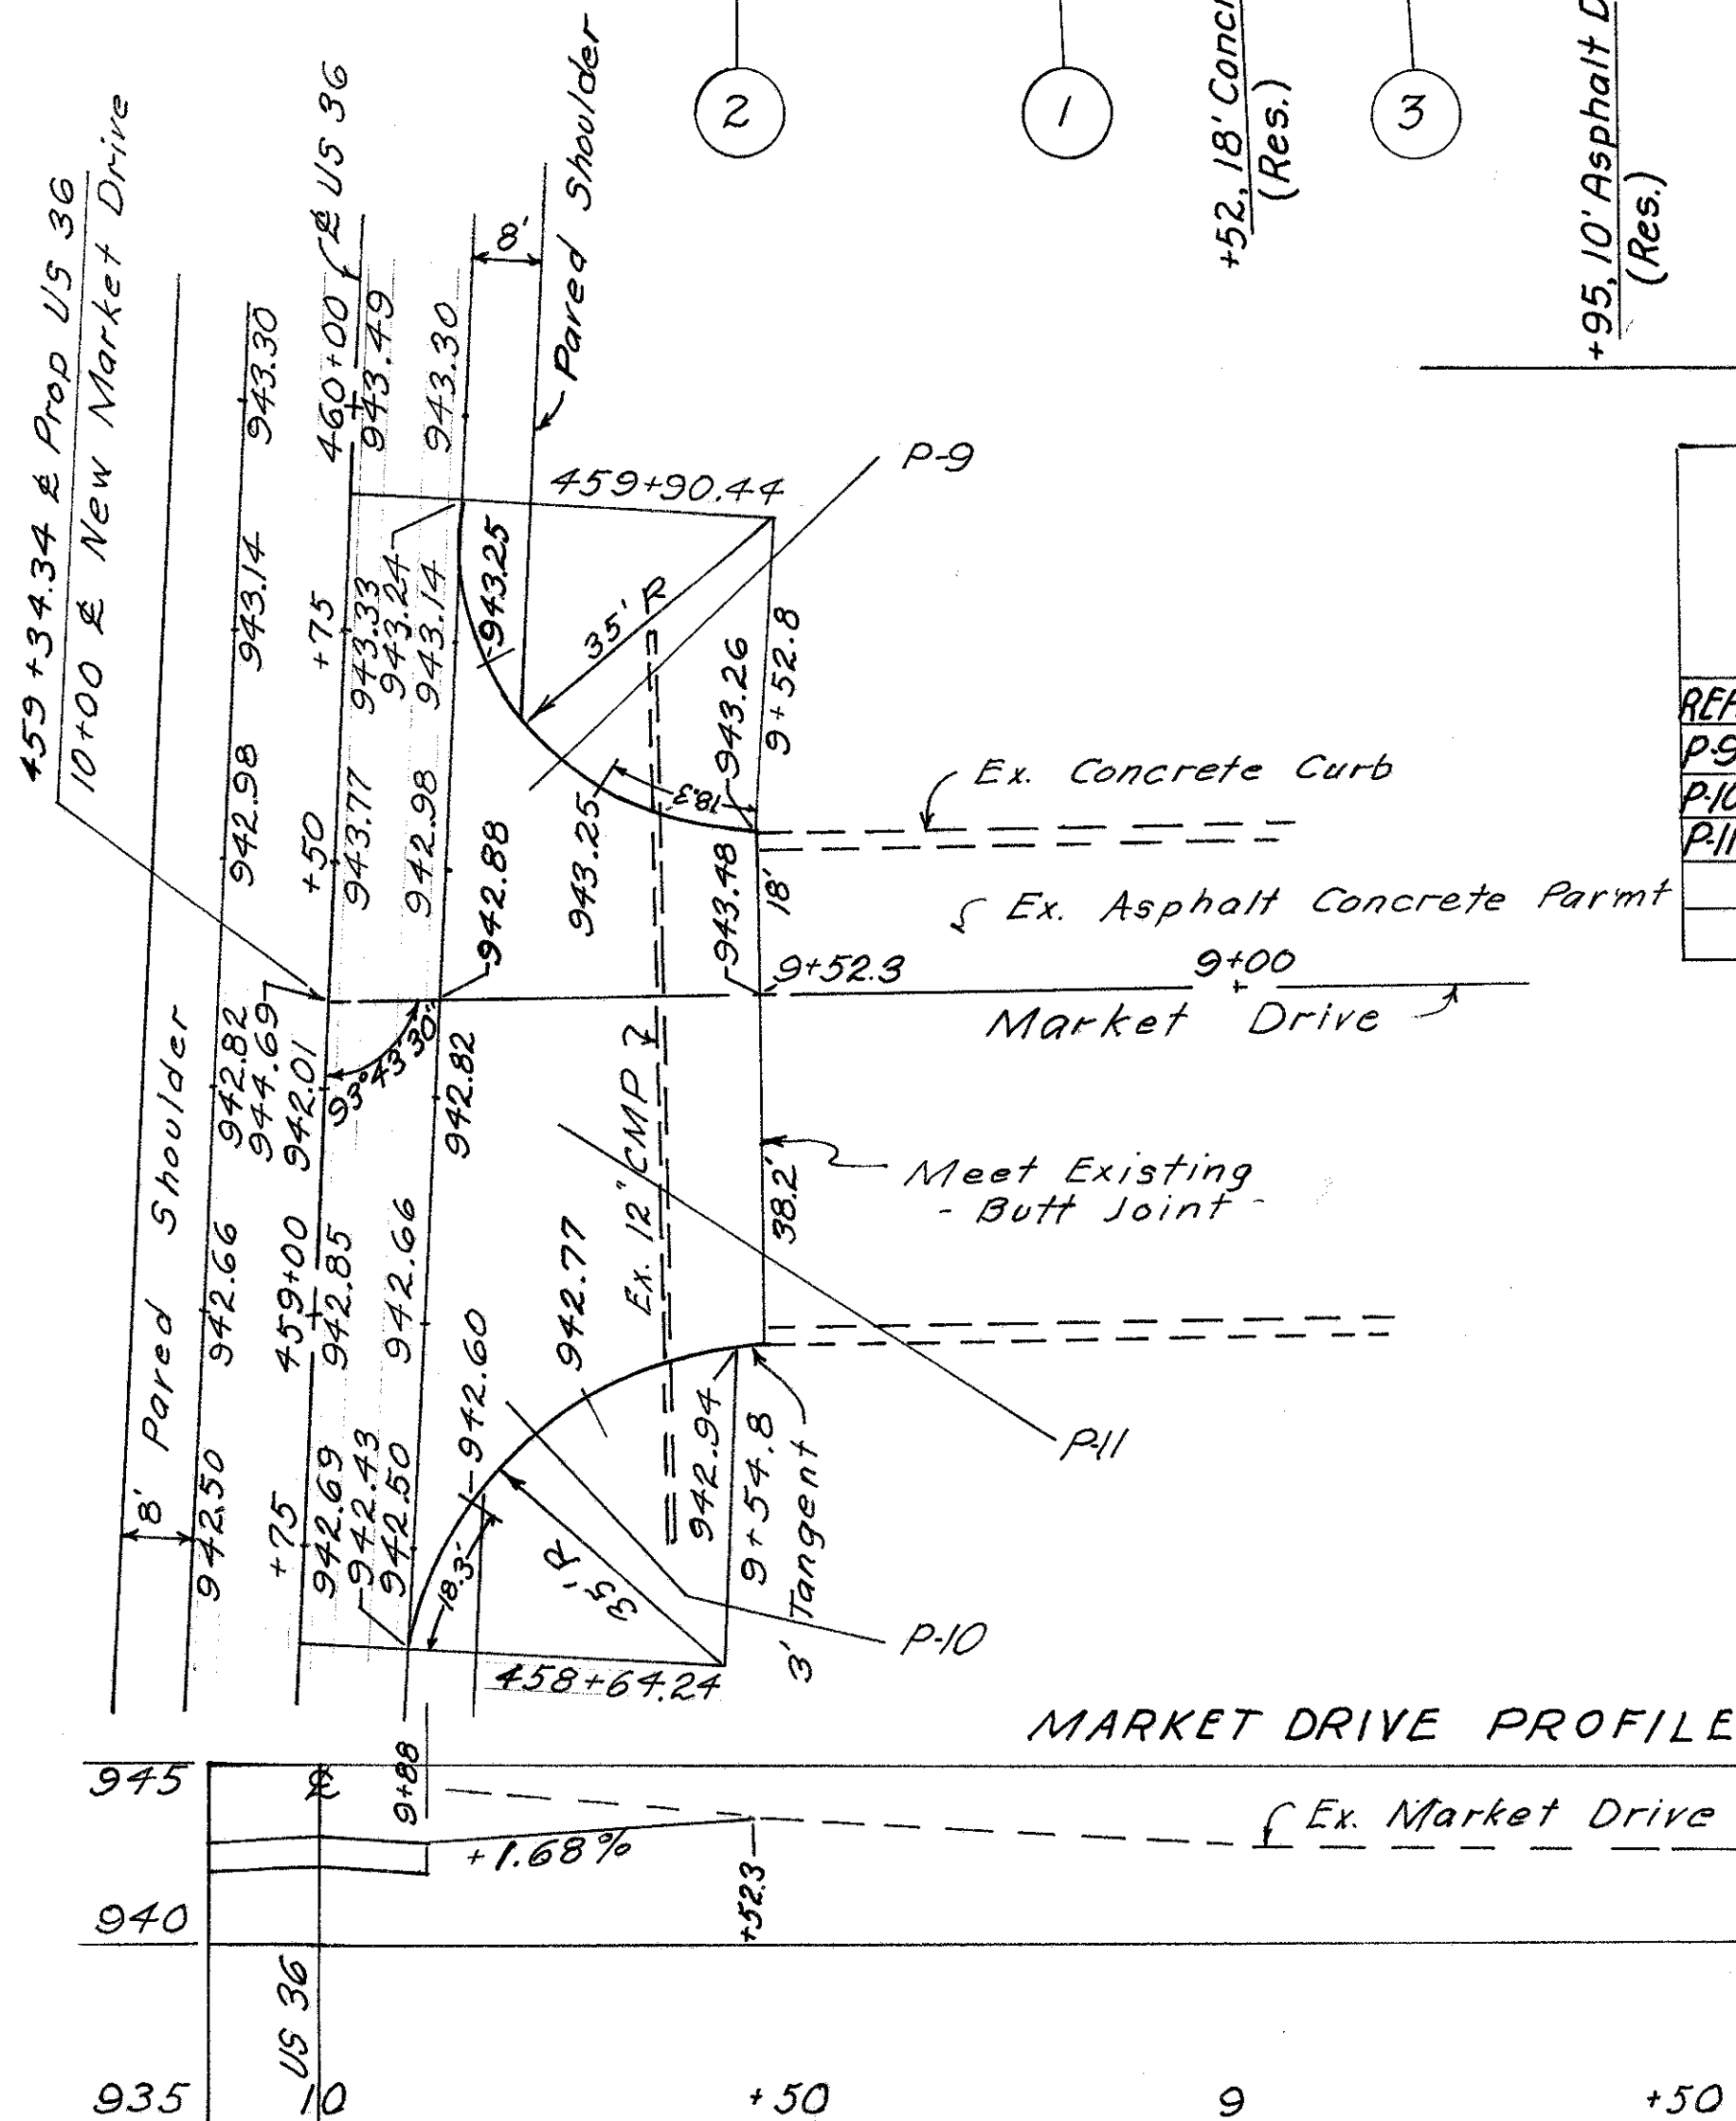 2
1
3
+52, 18' Conc
(Res.)
+95, 10' Asphalt D
(Res.)
459+34.34 ℄ Prop US 36
10+00 ℄ New Market Drive
℄ US 36
8'
Paved Shoulder
943.30
460+00
943.49
943.30
P-9
459+90.44
943.14
+75
943.33
943.24
943.14
943.25
35' R
9+52.8
943.26
18.3'
942.98
+50
943.77
942.98
942.88
943.25
943.48
18'
Ex. Concrete Curb
Ex. Asphalt Concrete Pavmt
REF.
P-9
P-10
P-11
9+52.3
9+00
Market Drive
942.82
944.69
942.01
93°43'30"
942.82
8' Paved Shoulder
Ex. 12" CMP
38.2'
Meet Existing
- Butt Joint -
942.66
459+00
942.85
942.66
942.60
942.77
P-11
942.50
+75
942.69
942.43
942.50
18.3'
35' R
942.94
9+54.8
3' Tangent
P-10
458+64.24
MARKET DRIVE PROFILE
945
℄
9+88
+1.68%
+52.3
Ex. Market Drive
940
US 36
935
10
+50
9
+50